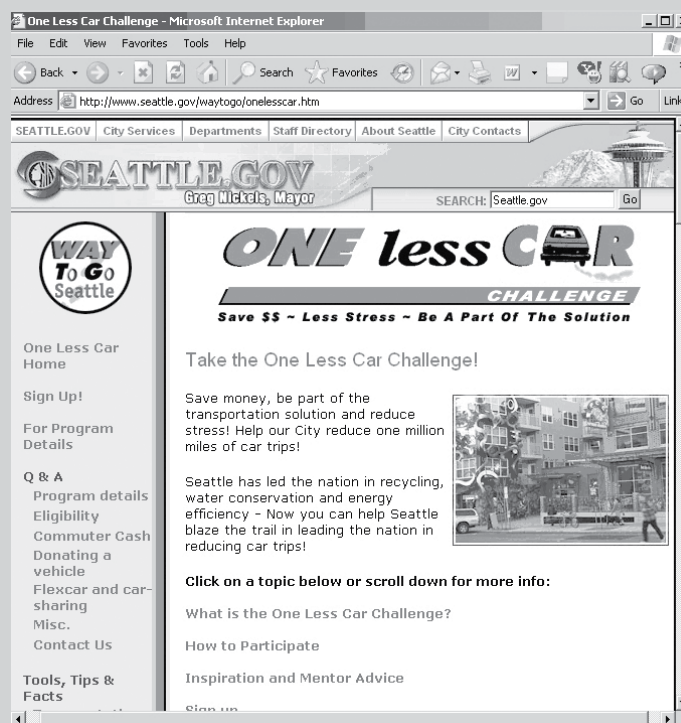 One Less Car Challenge - Microsoft Internet Explorer
File Edit View Favorites Tools Help
Back Search Favorites
Address http://www.seattle.gov/waytogo/onelesscar.htm Go Link
SEATTLE.GOV City Services Departments Staff Directory About Seattle City Contacts
SEATTLE.GOV
Greg Nickels, Mayor
SEARCH: Seattle.gov Go
WAY
To Go
Seattle
One Less Car
Home
Sign Up!
For Program
Details
Q & A
Program details
Eligibility
Commuter Cash
Donating a
vehicle
Flexcar and car-
sharing
Misc.
Contact Us
Tools, Tips &
Facts
ONE less CAR
CHALLENGE
Save $$ ~ Less Stress ~ Be A Part Of The Solution
Take the One Less Car Challenge!
Save money, be part of the
transportation solution and reduce
stress! Help our City reduce one million
miles of car trips!
Seattle has led the nation in recycling,
water conservation and energy
efficiency - Now you can help Seattle
blaze the trail in leading the nation in
reducing car trips!
Click on a topic below or scroll down for more info:
What is the One Less Car Challenge?
How to Participate
Inspiration and Mentor Advice
Sign up